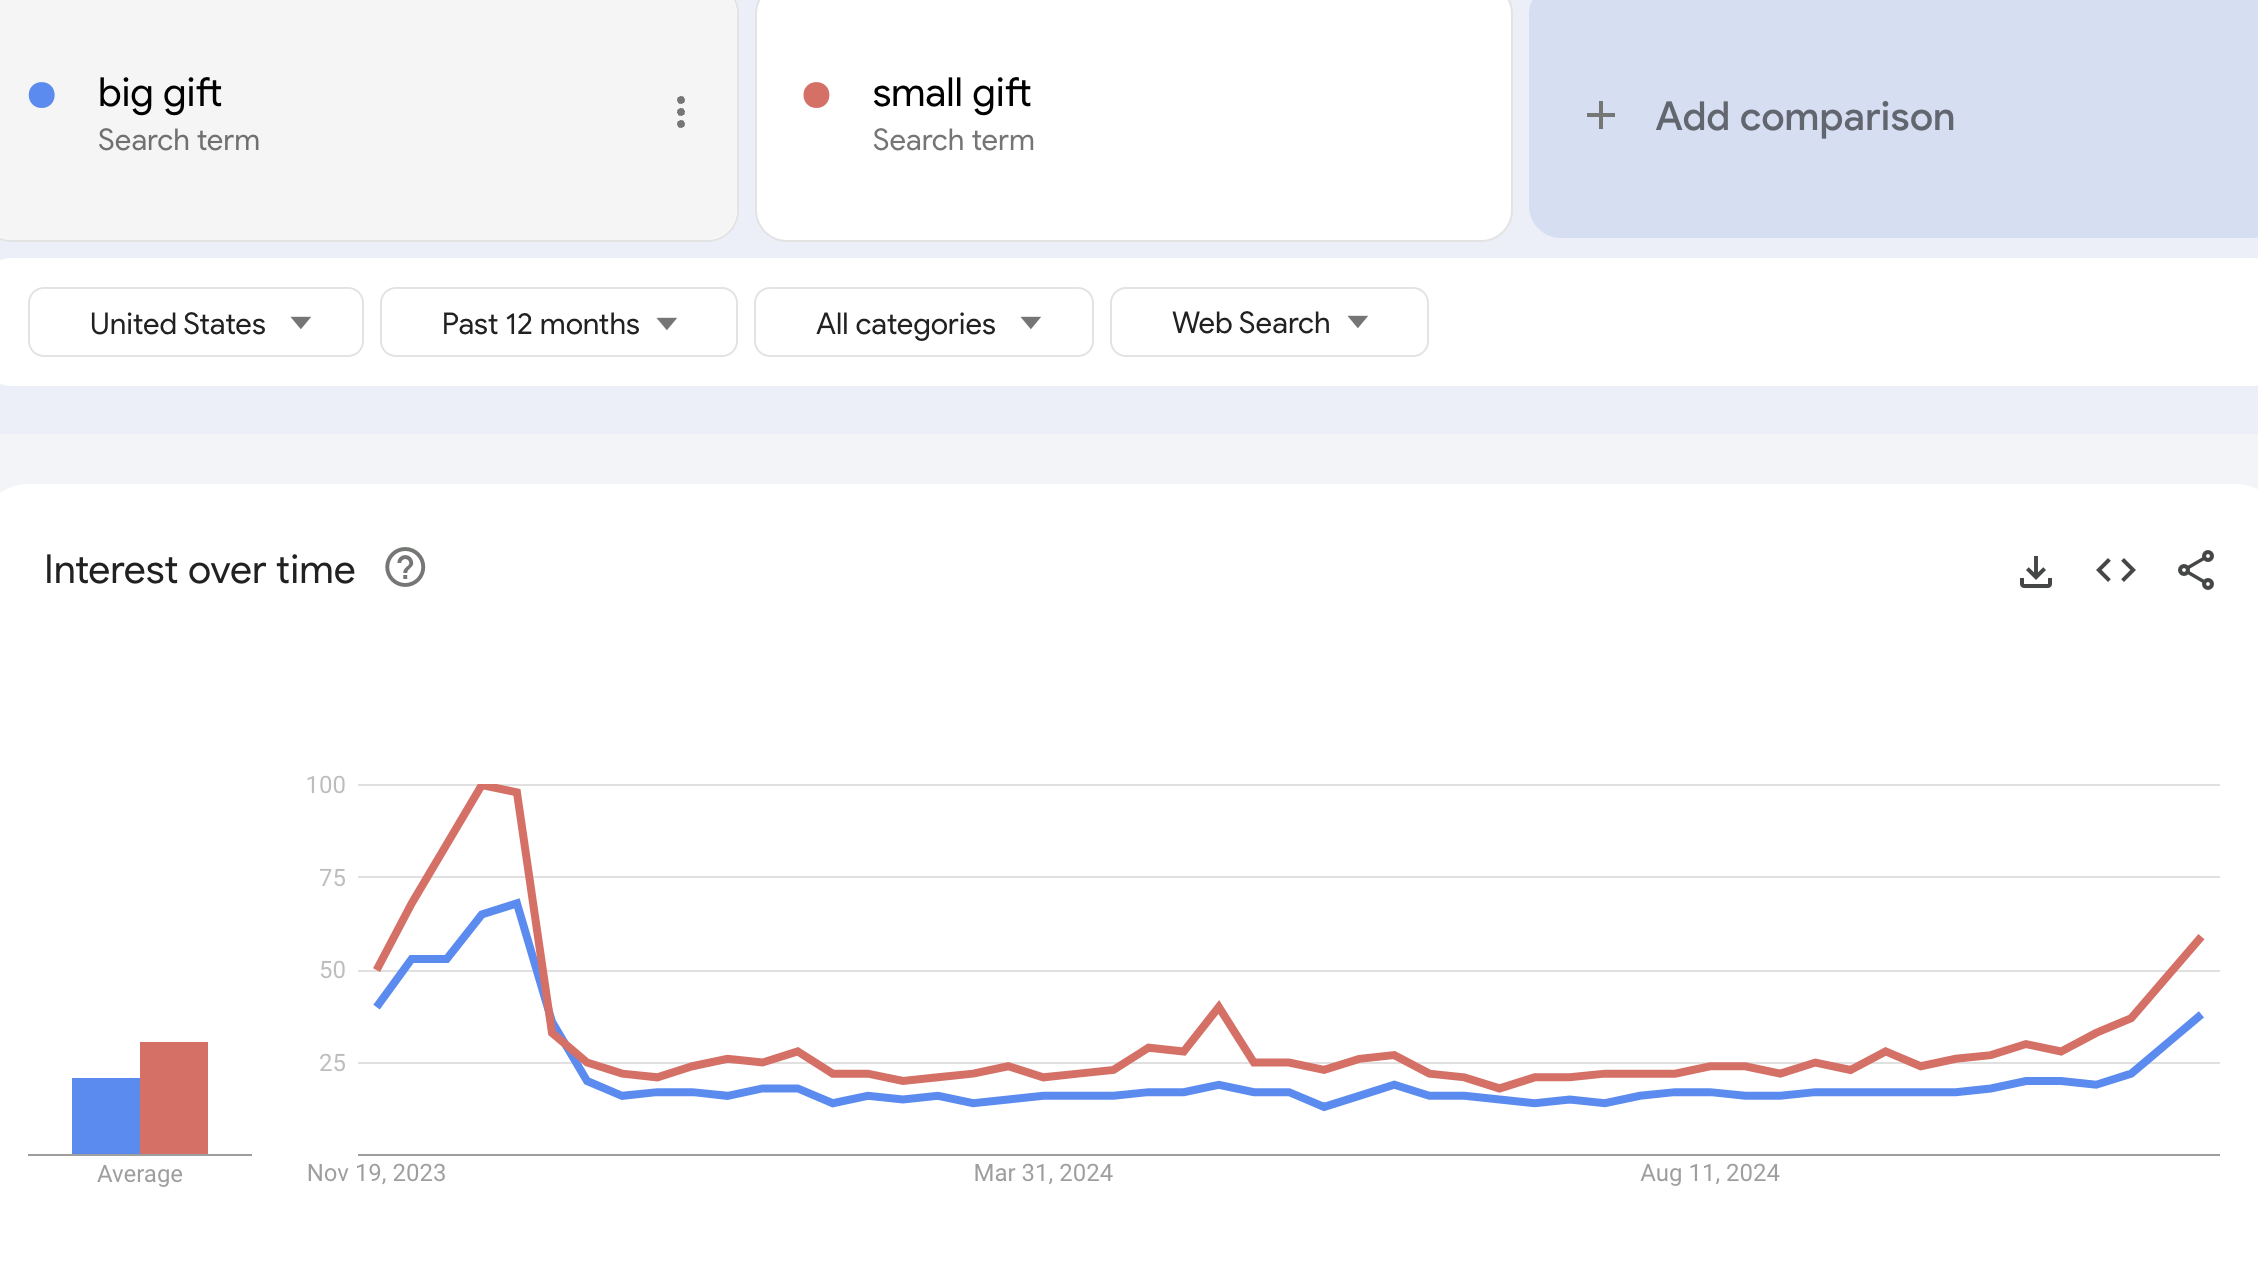 big gift
Search term
small gift
Search term
+ Add comparison
United States
Past 12 months
All categories
Web Search
Interest over time
?
100
75
50
25
Average
Nov 19, 2023
Mar 31, 2024
Aug 11, 2024